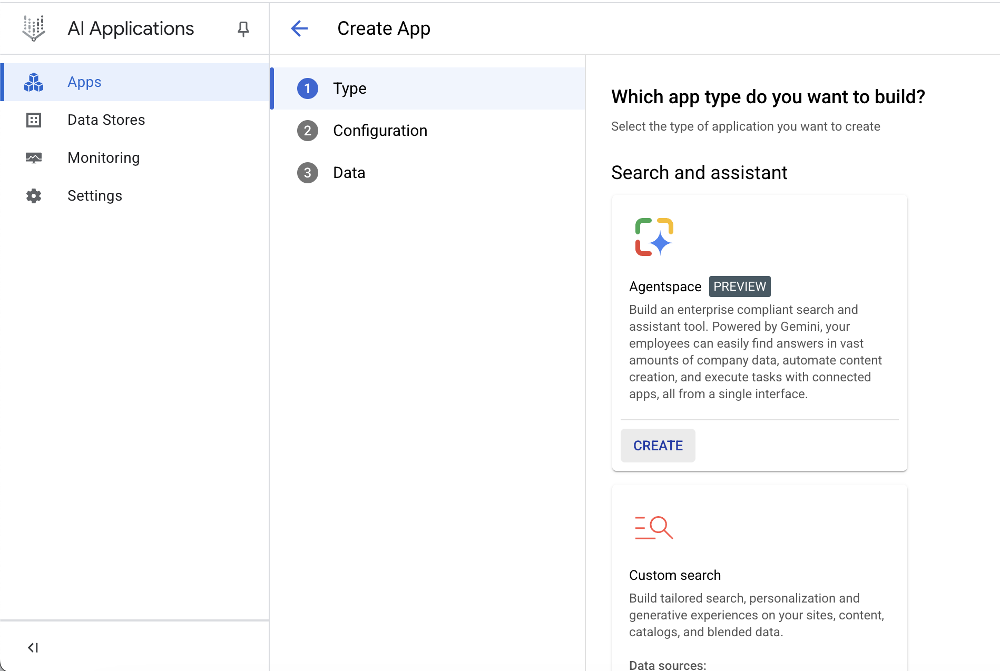 AI Applications
Create App
Apps
Data Stores
Monitoring
Settings
1 Type
2 Configuration
3 Data
Which app type do you want to build?
Select the type of application you want to create
Search and assistant
Agentspace PREVIEW
Build an enterprise compliant search and
assistant tool. Powered by Gemini, your
employees can easily find answers in vast
amounts of company data, automate content
creation, and execute tasks with connected
apps, all from a single interface.
CREATE
Custom search
Build tailored search, personalization and
generative experiences on your sites, content,
catalogs, and blended data.
Data sources: